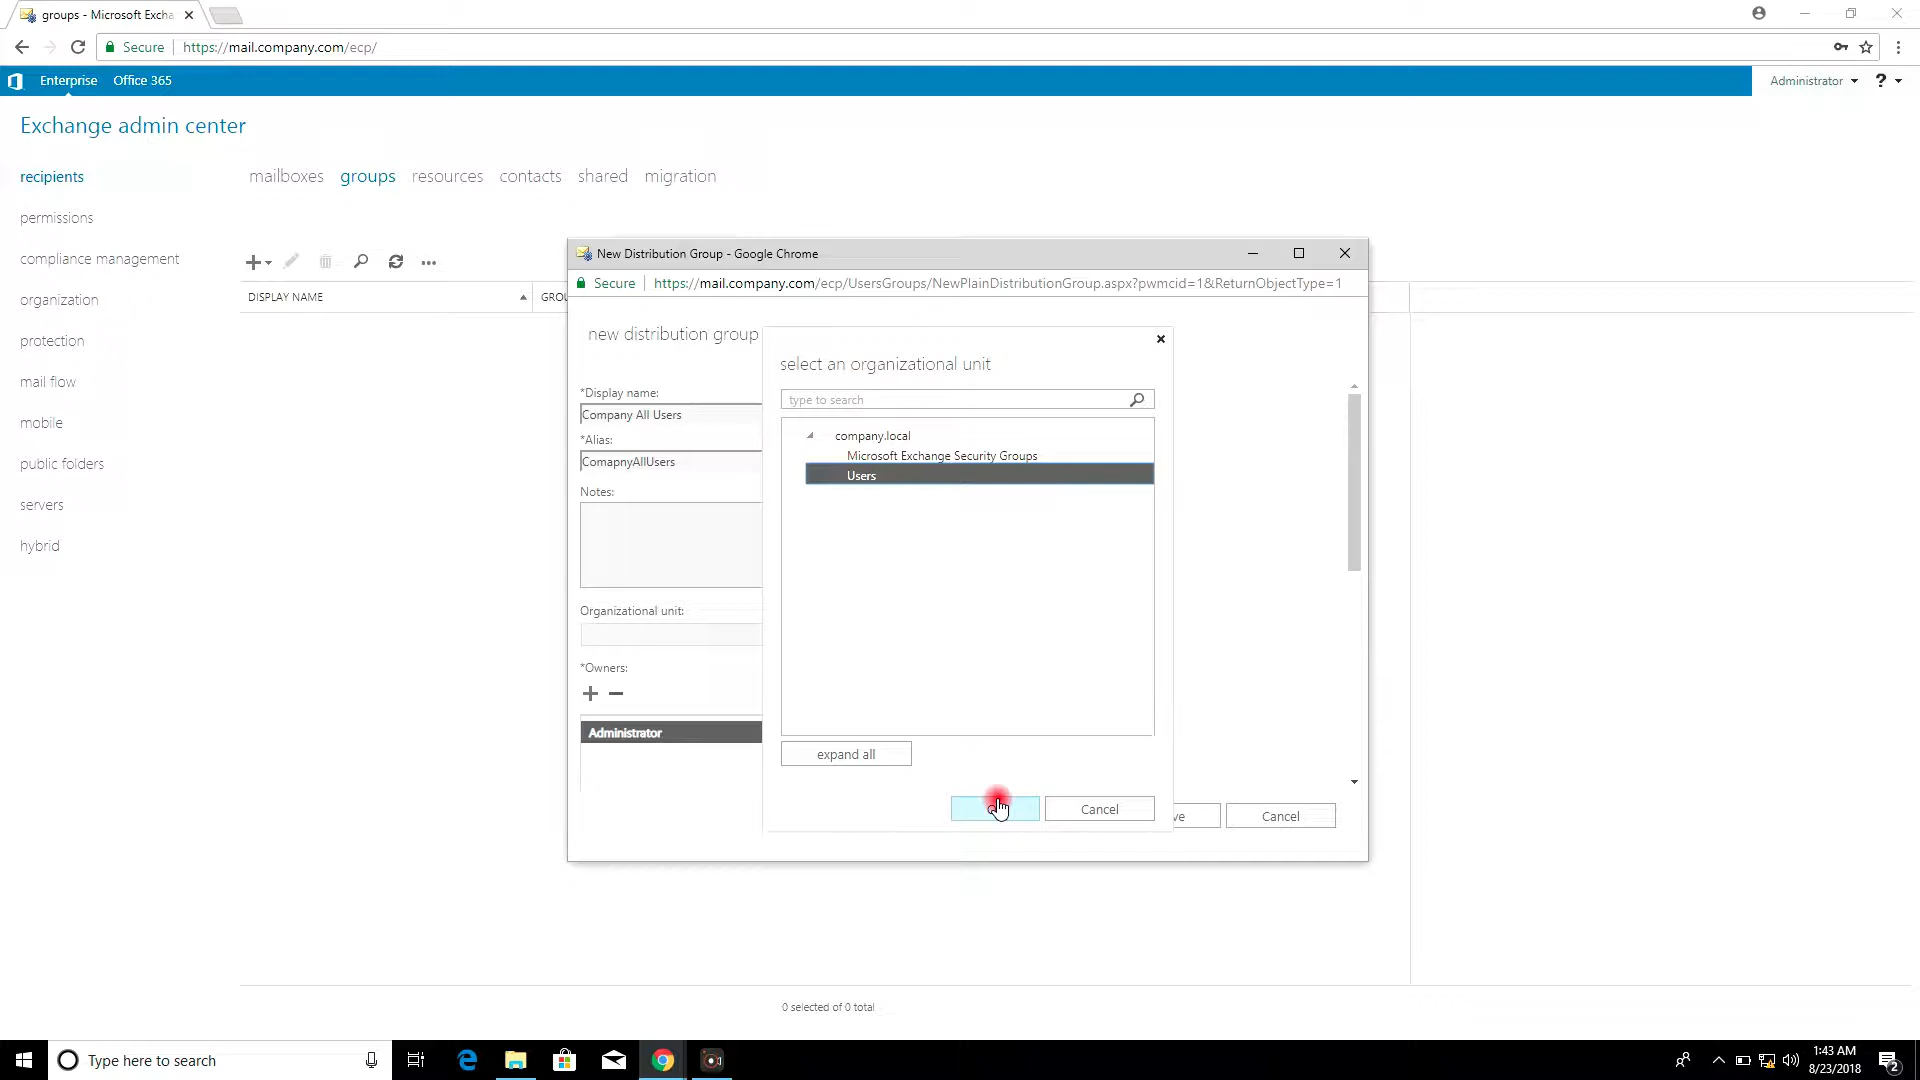 groups - Microsoft Excha
Secure https://mail.company.com/ecp/
Enterprise Office 365
Administrator ?
Exchange admin center
recipients
permissions
compliance management
organization
protection
mail flow
mobile
public folders
servers
hybrid
mailboxes groups resources contacts shared migration
DISPLAY NAME
GROU
New Distribution Group - Google Chrome
Secure https://mail.company.com/ecp/UsersGroups/NewPlainDistributionGroup.aspx?pwmcid=1&ReturnObjectType=1
new distribution group
*Display name:
Company All Users
*Alias:
ComapnyAllUsers
Notes:
Organizational unit:
*Owners:
Administrator
select an organizational unit
type to search
company.local
Microsoft Exchange Security Groups
Users
expand all
Cancel
ve
Cancel
0 selected of 0 total
Type here to search
1:43 AM
8/23/2018
2